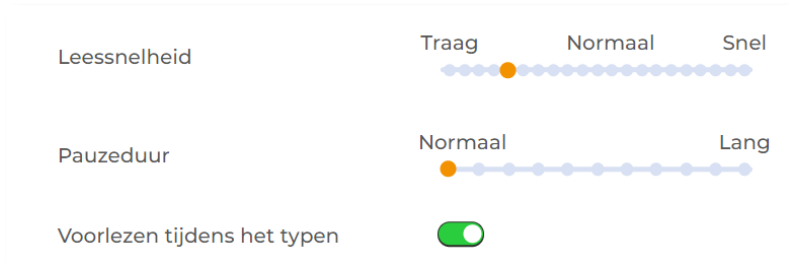 Leessnelheid
Traag Normaal Snel
Pauzeduur
Normaal Lang
Voorlezen tijdens het typen